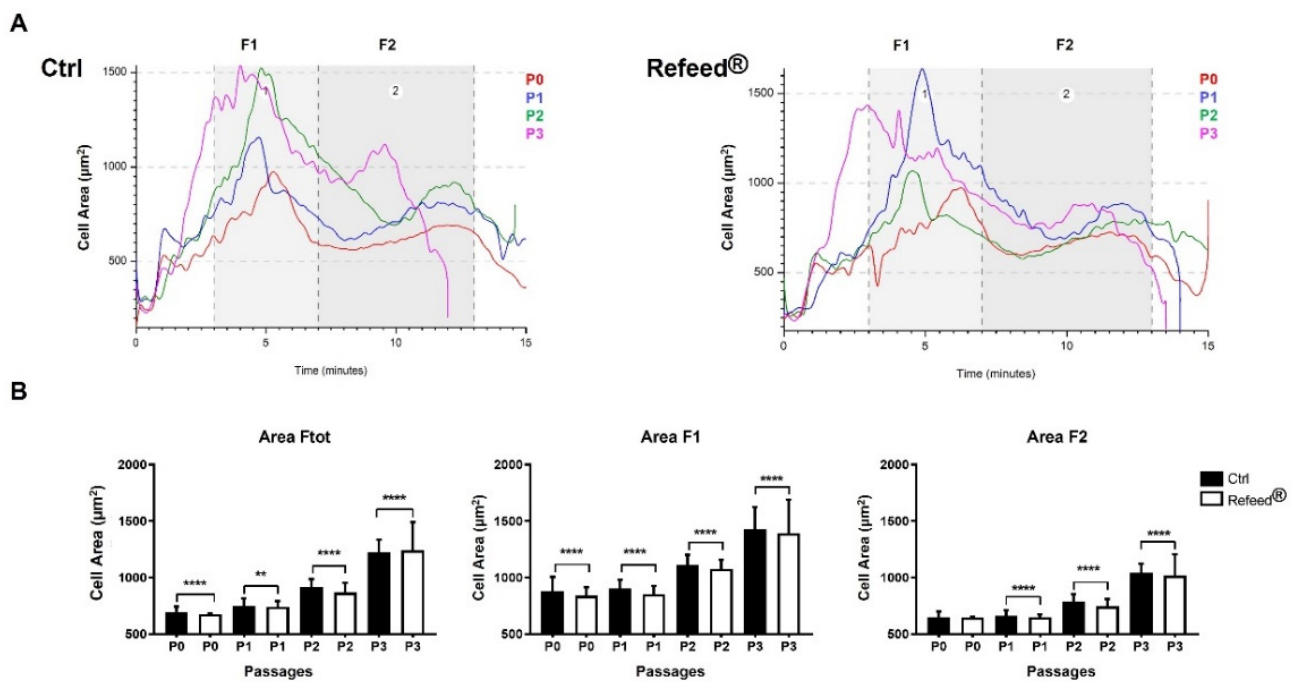 A
Ctrl
F1
F2
1500
1000
500
Cell Area (µm²)
0
5
10
15
Time (minutes)
2
P0
P1
P2
P3
Refeed®
F1
F2
1500
1000
500
Cell Area (µm²)
0
5
10
15
Time (minutes)
1
2
P0
P1
P2
P3
B
Area Ftot
2000
1500
1000
500
Cell Area (µm²)
****
**
****
****
P0 P0 P1 P1 P2 P2 P3 P3
Passages
Area F1
2000
1500
1000
500
Cell Area (µm²)
****
****
****
****
P0 P0 P1 P1 P2 P2 P3 P3
Passages
Area F2
2000
1500
1000
500
Cell Area (µm²)
****
****
****
P0 P0 P1 P1 P2 P2 P3 P3
Passages
Ctrl
Refeed®